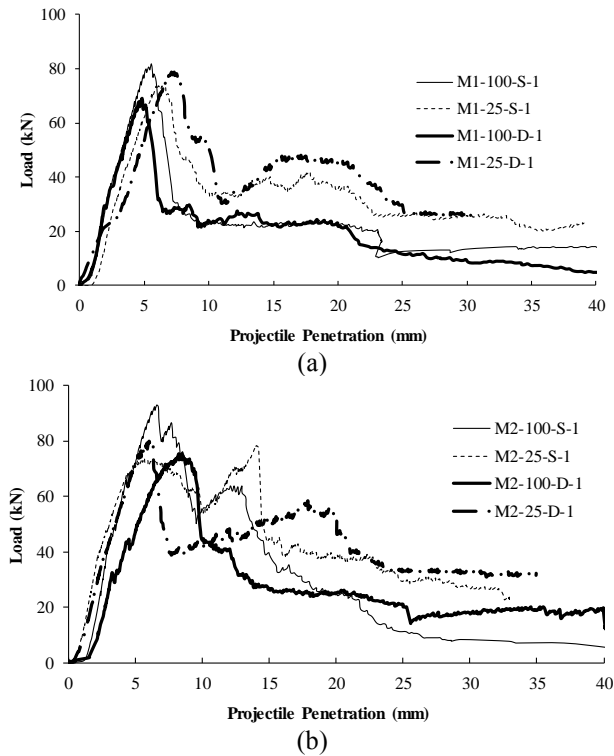 100
80
60
40
20
0
Load (kN)
M1-100-S-1
M1-25-S-1
M1-100-D-1
M1-25-D-1
0 5 10 15 20 25 30 35 40
Projectile Penetration (mm)
(a)
100
80
60
40
20
0
Load (kN)
M2-100-S-1
M2-25-S-1
M2-100-D-1
M2-25-D-1
0 5 10 15 20 25 30 35 40
Projectile Penetration (mm)
(b)